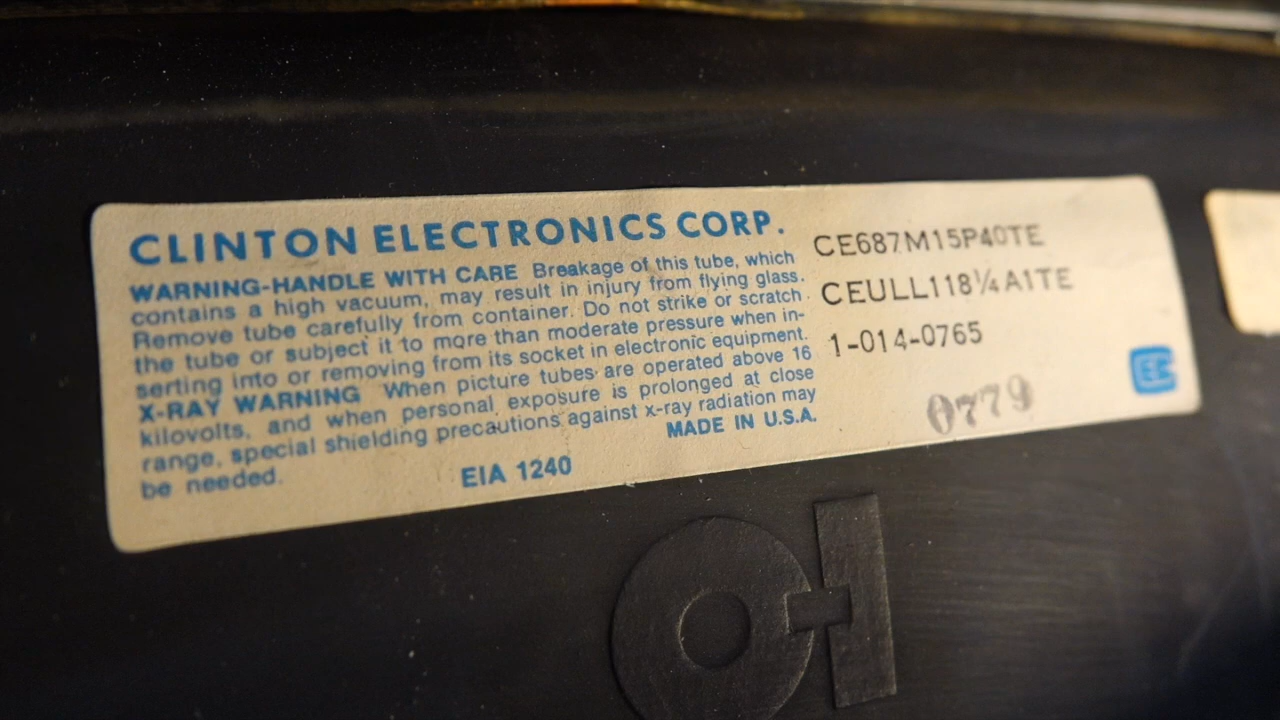 CLINTON ELECTRONICS CORP.
WARNING-HANDLE WITH CARE Breakage of this tube, which
contains a high vacuum, may result in injury from flying glass.
Remove tube carefully from container. Do not strike or scratch
the tube or subject it to more than moderate pressure when in-
serting into or removing from its socket in electronic equipment.
X-RAY WARNING When picture tubes are operated above 16
kilovolts, and when personal exposure is prolonged at close
range, special shielding precautions against x-ray radiation may
be needed.
MADE IN U.S.A.
EIA 1240
CE687M15P40TE
CEULL118¼A1TE
1-014-0765
0779